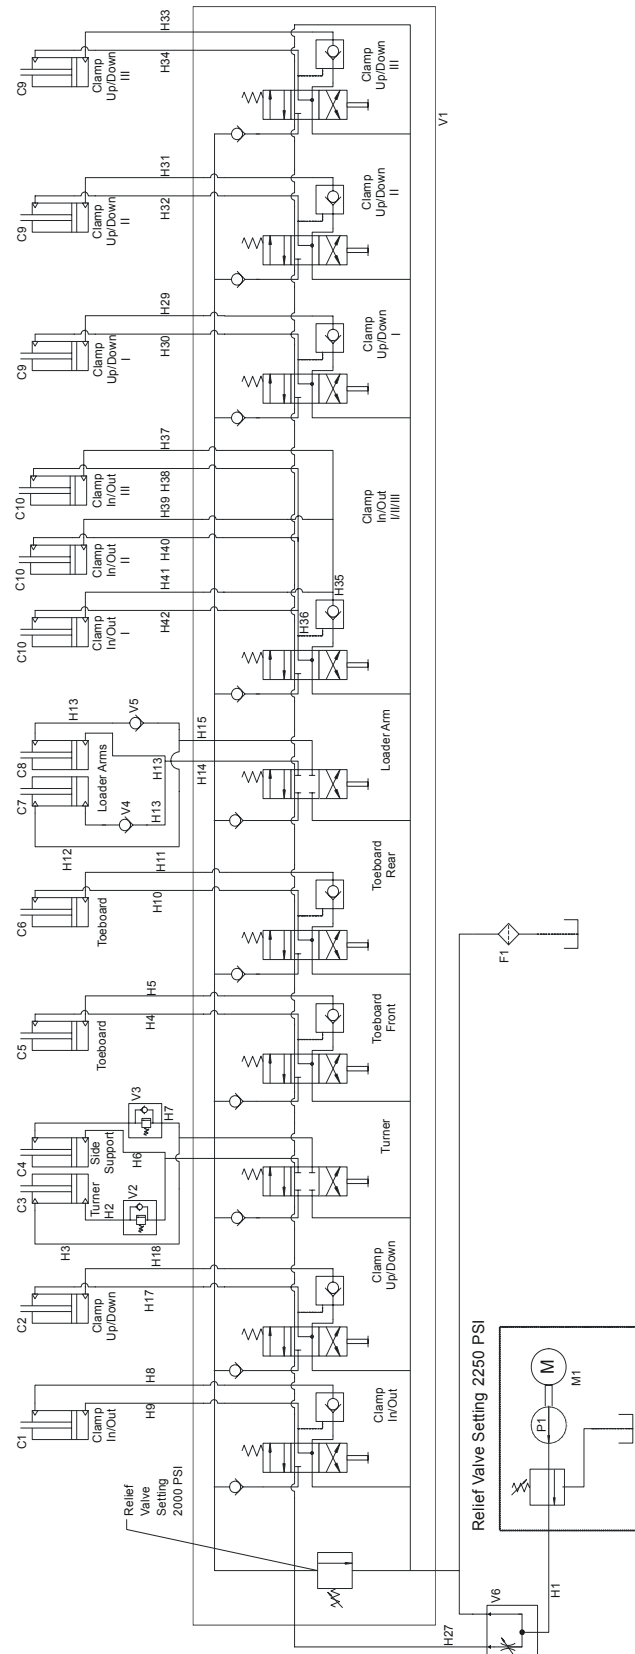 H33
H34
C9
Clamp
Up/Down
III
Clamp
Up/Down
III
V1
H31
H32
C9
Clamp
Up/Down
II
Clamp
Up/Down
II
H29
H30
C9
Clamp
Up/Down
I
Clamp
Up/Down
I
H37
H38
H39
H40
H41
H42
C10
Clamp
In/Out
III
C10
Clamp
In/Out
II
C10
Clamp
In/Out
I
Clamp
In/Out
I/II/III
H35
H36
H13
V5
H15
C8
C7
Loader Arms
H13
H14
V4
H13
H12
Loader Arm
H11
H10
C6
Toeboard
Toeboard
Rear
H5
H4
C5
Toeboard
Toeboard
Front
V3
H7
C4
Side
Support
H6
C3
Turner
H2
V2
H3
H18
Turner
H17
C2
Clamp
Up/Down
Clamp
Up/Down
H8
H9
C1
Clamp
In/Out
Clamp
In/Out
Relief
Valve
Setting
2000 PSI
F1
Relief Valve Setting 2250 PSI
M
M1
P1
H1
V6
H27